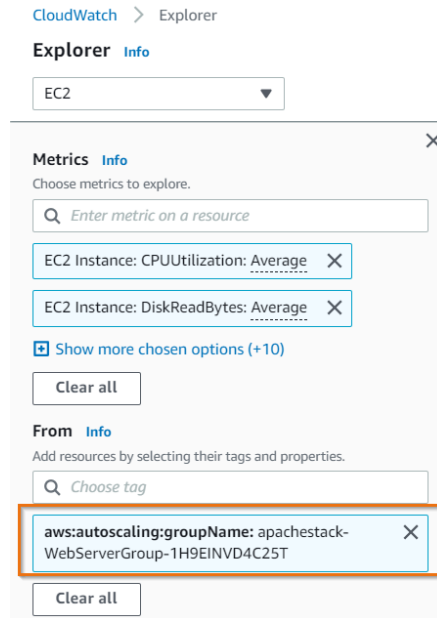 CloudWatch > Explorer
Explorer Info
EC2
Metrics Info
Choose metrics to explore.
Enter metric on a resource
EC2 Instance: CPUUtilization: Average
EC2 Instance: DiskReadBytes: Average
Show more chosen options (+10)
Clear all
From Info
Add resources by selecting their tags and properties.
Choose tag
aws:autoscaling:groupName: apachestack-
WebServerGroup-1H9EINVD4C25T
Clear all